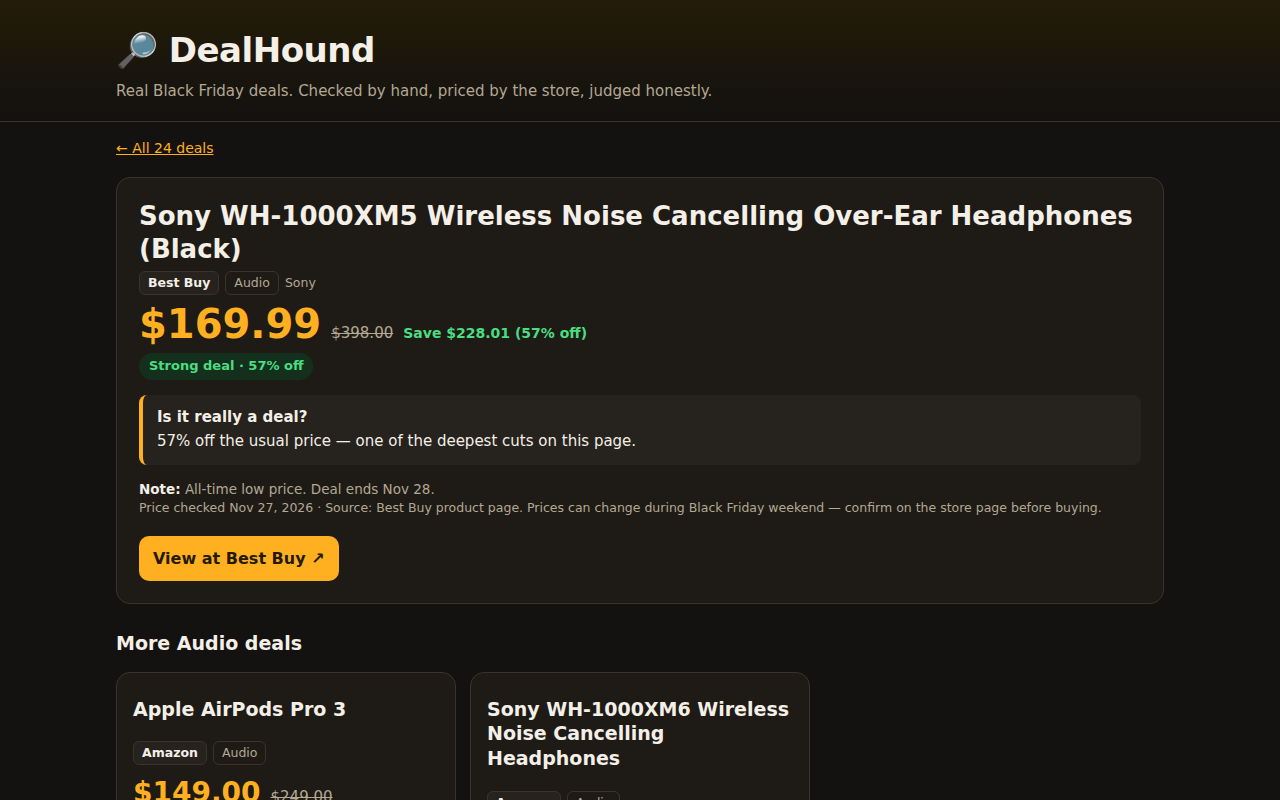 DealHound
Real Black Friday deals. Checked by hand, priced by the store, judged honestly.
← All 24 deals
Sony WH-1000XM5 Wireless Noise Cancelling Over-Ear Headphones
(Black)
Best Buy Audio Sony
$169.99 $398.00 Save $228.01 (57% off)
Strong deal · 57% off
Is it really a deal?
57% off the usual price — one of the deepest cuts on this page.
Note: All-time low price. Deal ends Nov 28.
Price checked Nov 27, 2026 · Source: Best Buy product page. Prices can change during Black Friday weekend — confirm on the store page before buying.
View at Best Buy ↗
More Audio deals
Apple AirPods Pro 3
Amazon Audio
$149.00 $249.00
Sony WH-1000XM6 Wireless
Noise Cancelling
Headphones